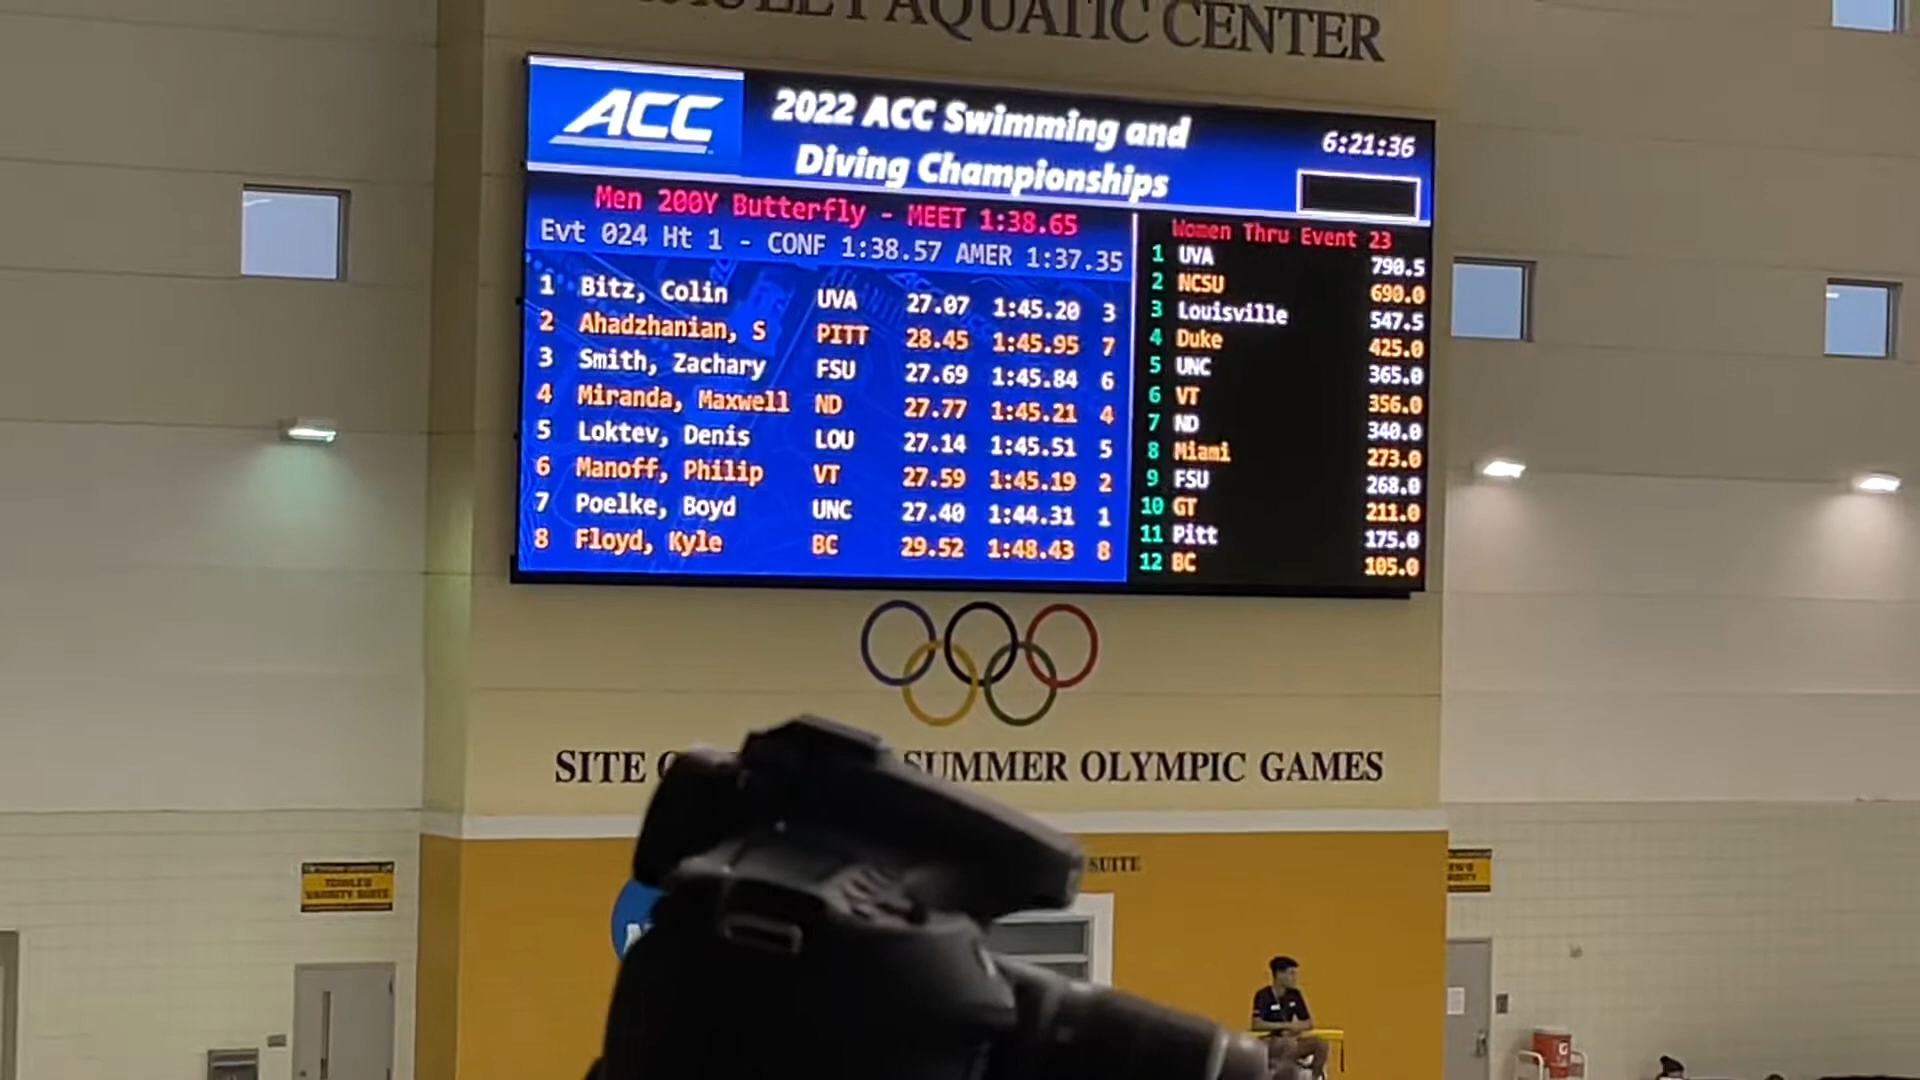 AQUATIC CENTER
ACC
2022 ACC Swimming and
Diving Championships
6:21:36
Men 200Y Butterfly - MEET 1:38.65
Evt 024 Ht 1 - CONF 1:38.57 AMER 1:37.35
1 Bitz, Colin UVA 27.07 1:45.20 3
2 Ahadzhanian, S PITT 28.45 1:45.95 7
3 Smith, Zachary FSU 27.69 1:45.84 6
4 Miranda, Maxwell ND 27.77 1:45.21 4
5 Loktev, Denis LOU 27.14 1:45.51 5
6 Manoff, Philip VT 27.59 1:45.19 2
7 Poelke, Boyd UNC 27.40 1:44.31 1
8 Floyd, Kyle BC 29.52 1:48.43 8
Women Thru Event 23
1 UVA 790.5
2 NCSU 690.0
3 Louisville 547.5
4 Duke 425.0
5 UNC 365.0
6 VT 356.0
7 ND 340.0
8 Miami 273.0
9 FSU 268.0
10 GT 211.0
11 Pitt 175.0
12 BC 105.0
SITE SUMMER OLYMPIC GAMES
SUITE
VARSITY SUITE